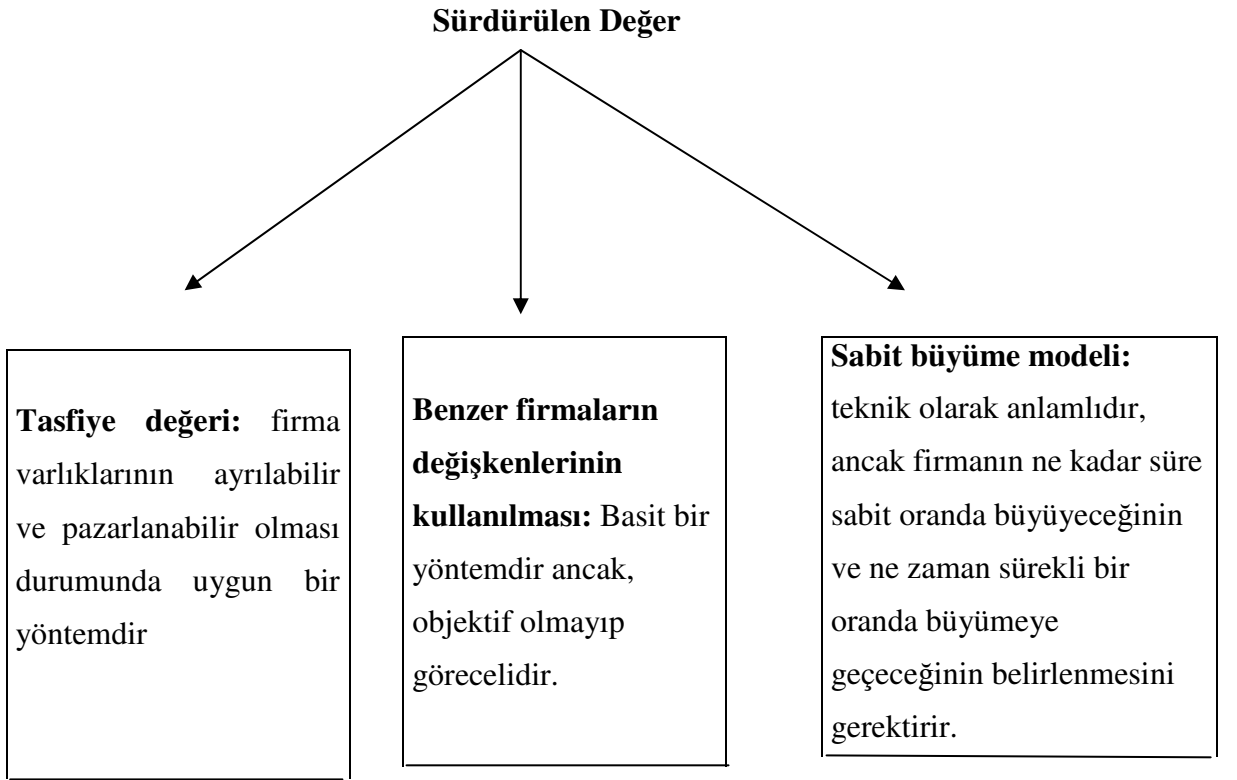 Sürdürülen Değer
Tasfiye değeri: firma
varlıklarının ayrılabilir
ve pazarlanabilir olması
durumunda uygun bir
yöntemdir
Benzer firmaların
değişkenlerinin
kullanılması: Basit bir
yöntemdir ancak,
objektif olmayıp
görecelidir.
Sabit büyüme modeli:
teknik olarak anlamlıdır,
ancak firmanın ne kadar süre
sabit oranda büyüyeceğinin
ve ne zaman sürekli bir
oranda büyümeye
geçeceğinin belirlenmesini
gerektirir.